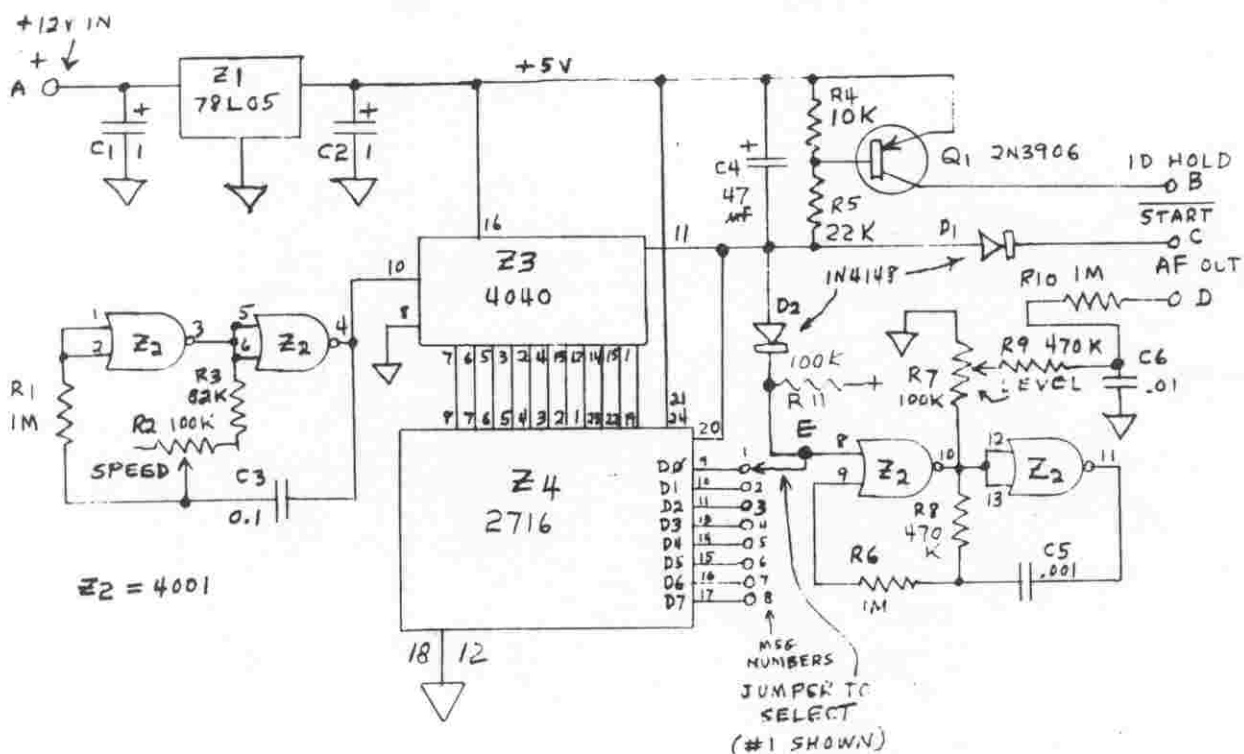 +12V IN
+
A
Z1
78L05
+
C1 1
+
C2 1
+5V
+
C4
47
mf
R4
10K
R5
22K
Q1 2N3906
ID HOLD
B
START
C
D1
1N4148
AF OUT
D
R10 1M
16
11
10
8
Z3
4040
7 6 5 3 2 4 13 12 14 15 1
8 7 6 5 4 3 2 1 23 22 19
21
24
20
1
2
Z2
3
5
6
Z2
4
R1
1M
R3
82K
R2 100K
SPEED
C3
0.1
Z2 = 4001
Z4
2716
D0 9 1
D1 10 2
D2 11 3
D3 13 4
D4 14 5
D5 15 6
D6 16 7
D7 17 8
18 12
D2
100K
R11 +
E
R7
100K
R9 470K
LEVEL
C6
.01
8
9
Z2
10
12
13
Z2
11
R8
470
K
R6
1M
C5
.001
MSG
NUMBERS
JUMPER TO
SELECT
(#1 SHOWN)